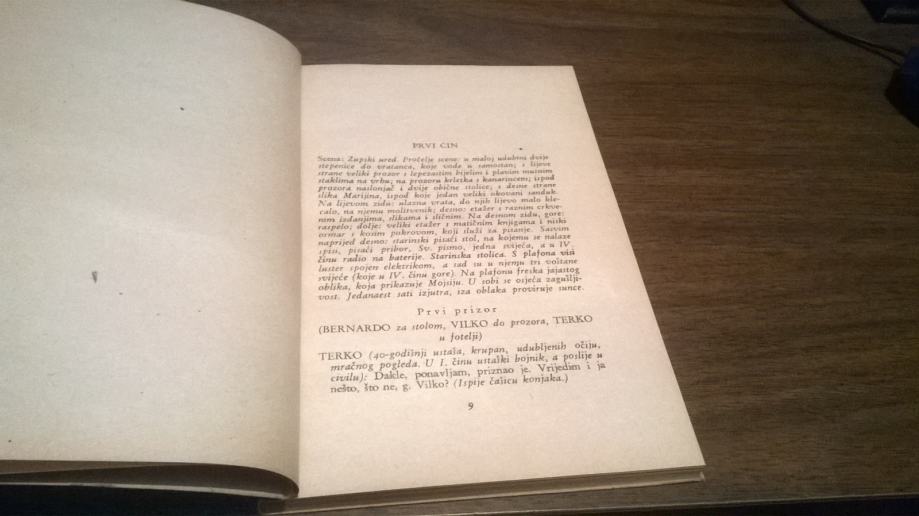 PRVI ČIN
Scena: Župski ured. Pročelje scene: u maloj udubini dvije
stepenice do vratanca, koje vode u samostan; s lijeve
strane veliki prozor s lepezastim bijelim i plavim mutnim
staklima na vrhu; na prozoru krletka s kanarincem; ispod
prozora naslonjač i dvije obične stolice; s desne strane
slika Marijina, ispod koje jedan veliki okovani sanduk.
Na lijevom zidu: ulazna vrata, do njih lijevo malo kle-
calo, na njemu molitvenik; desno: etažer s raznim crkve-
nim izdanjima, slikama i sličnim. Na desnom zidu, gore:
raspelo; dolje: veliki etažer s matičnim knjigama i niski
ormar s kosim pokrovom, koji služi za pisanje. Sasvim
naprijed desno: starinski pisaći stol, na kojemu se nalaze
spisi, pisaći pribor, Sv. pismo, jedna svijeća, a u IV.
činu radio na baterije. Starinska stolica. S plafona visi
luster spojen elektrikom, a sad su u njemu tri voštane
svijeće (koje u IV. činu gore). Na plafonu freska jajastog
oblika, koja prikazuje Mojsiju. U sobi se osjeća zagušlji-
vost. Jedanaest sati izjutra, iza oblaka proviruje sunce.
Prvi prizor
(BERNARDO za stolom, VILKO do prozora, TERKO
u fotelji)
TERKO (40-godišnji ustaša, krupan, udubljenih očiju,
mračnog pogleda. U I. činu ustaški bojnik, a poslije u
civilu): Dakle, ponavljam, priznao je. Vrijedim i ja
nešto, što ne, g. Vilko? (Ispije čašicu konjaka.)
9